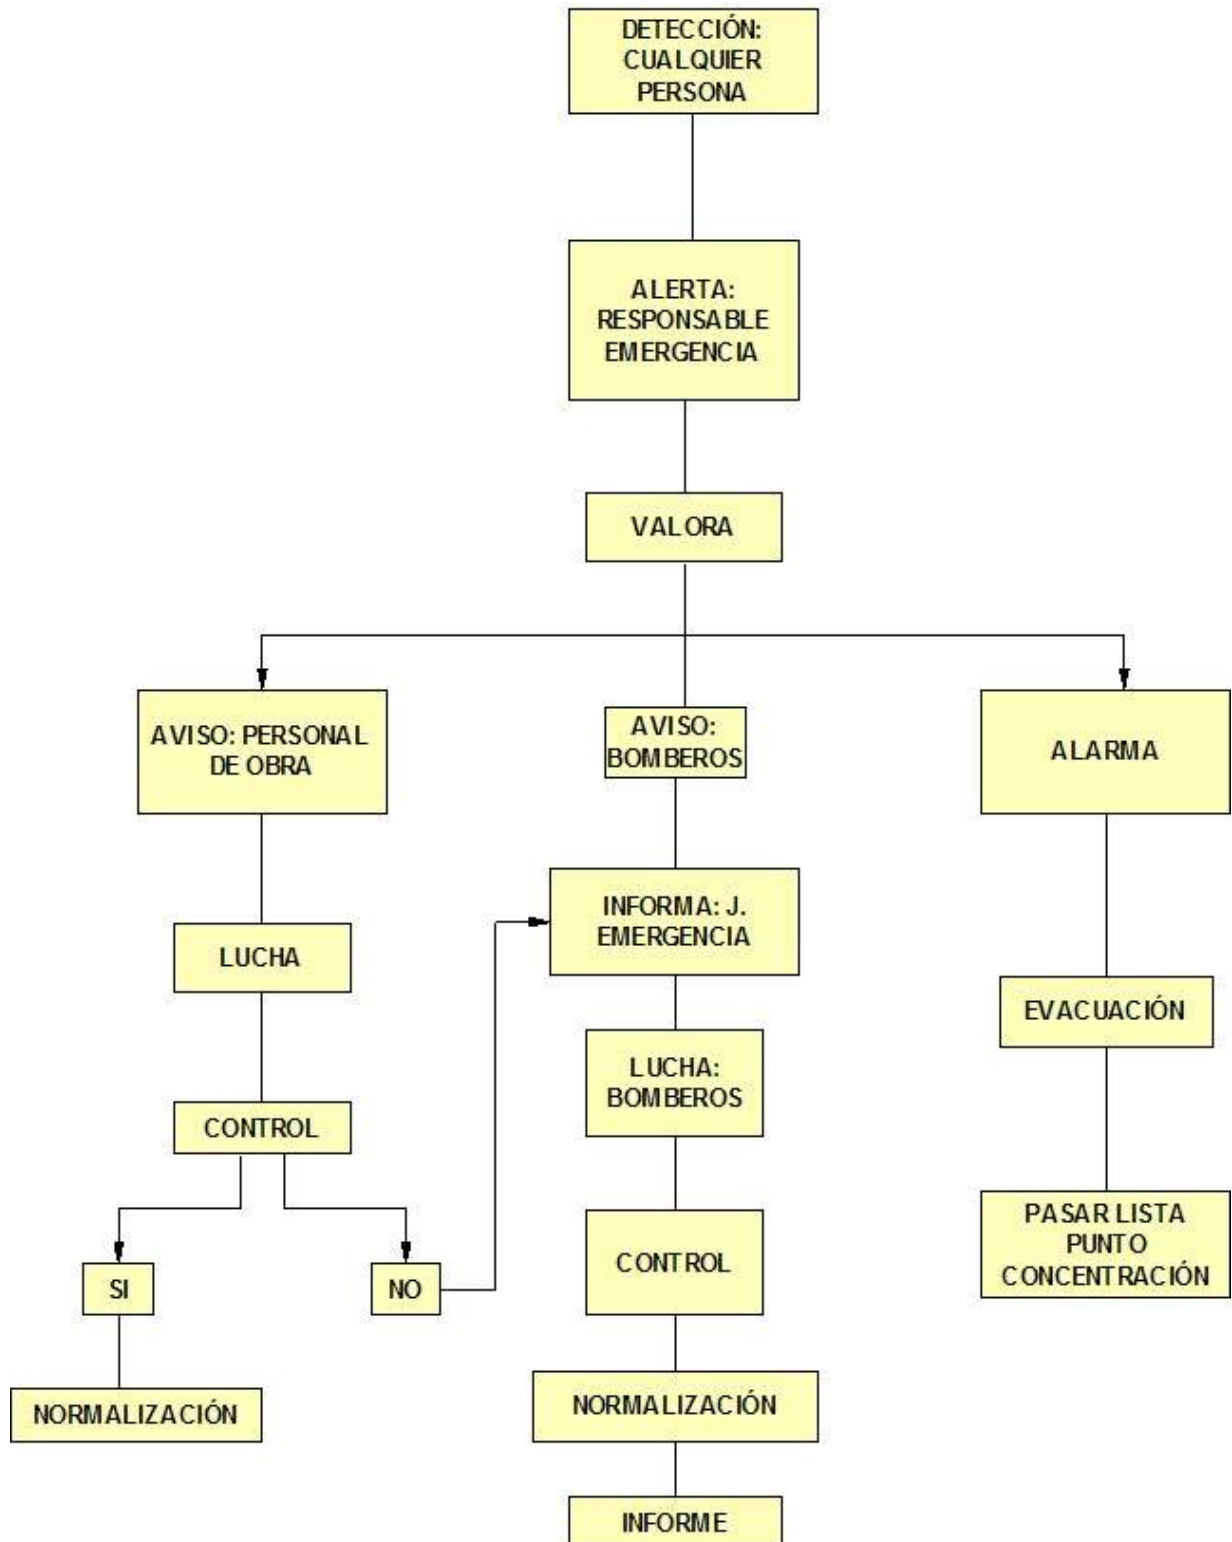 DETECCIÓN:
CUALQUIER
PERSONA
ALERTA:
RESPONSABLE
EMERGENCIA
VALORA
AVISO: PERSONAL
DE OBRA
AVISO:
BOMBEROS
ALARMA
LUCHA
INFORMA: J.
EMERGENCIA
EVACUACIÓN
LUCHA:
BOMBEROS
CONTROL
CONTROL
PASAR LISTA
PUNTO
CONCENTRACIÓN
SI
NO
NORMALIZACIÓN
NORMALIZACIÓN
INFORME